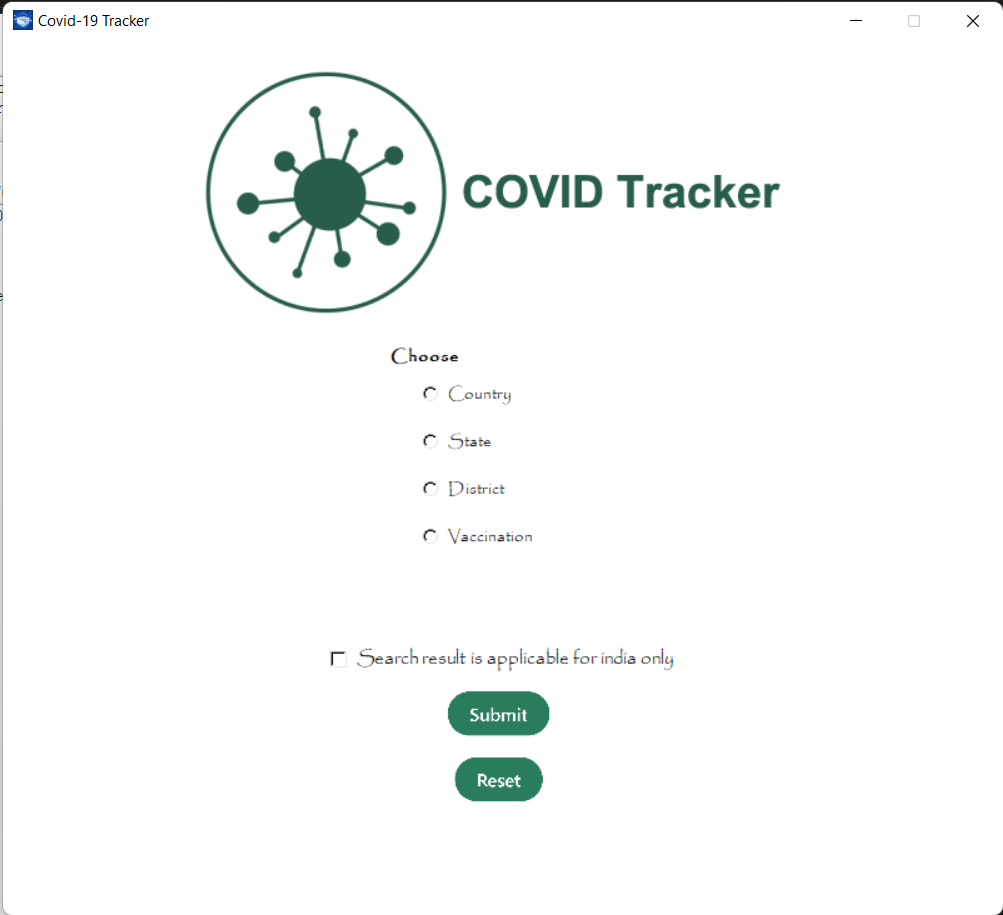 Covid-19 Tracker
COVID Tracker
Choose
Country
State
District
Vaccination
Search result is applicable for india only
Submit
Reset